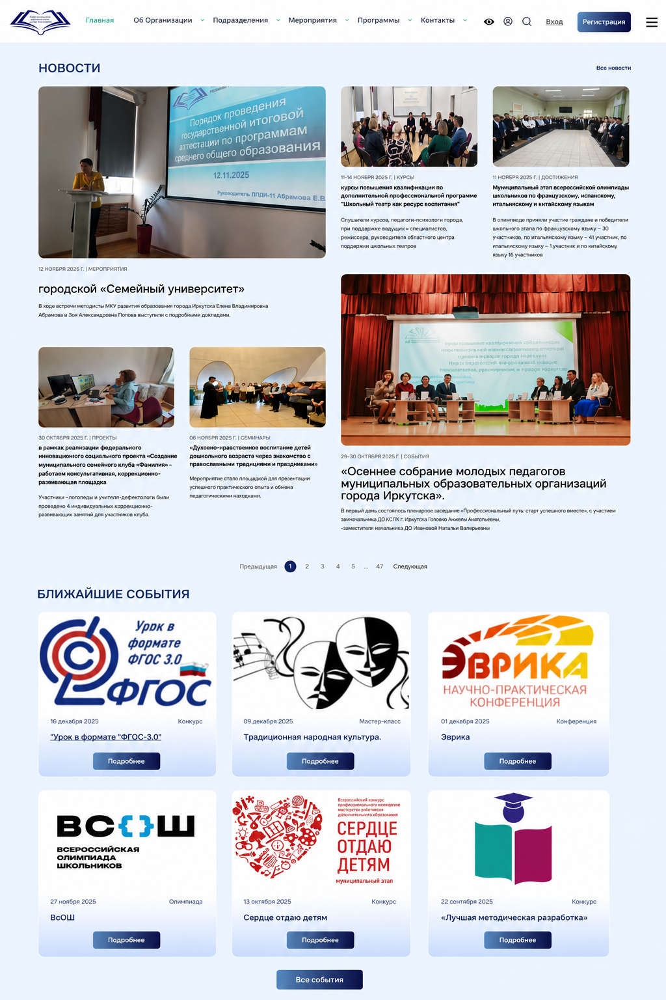 Главная
Об Организации
Подразделения
Мероприятия
Программы
Контакты
Вход
Регистрация
НОВОСТИ
Все новости
Порядок проведения
государственной итоговой
аттестации по программам
среднего общего образования
12.11.2025
Руководитель ППДИ-11 Абрамова Е.В.
12 НОЯБРЯ 2025 Г. | МЕРОПРИЯТИЯ
городской «Семейный университет»
В ходе встречи методисты МКУ развития образования города Иркутска Елена Владимировна
Абрамова и Зоя Александровна Попова выступили с подробными докладами.
11-14 НОЯБРЯ 2025 Г. | КУРСЫ
курсы повышения квалификации по
дополнительной профессиональной программе
"Школьный театр как ресурс воспитания"
Слушатели курсов, педагоги-психологи города,
при поддержке ведущих специалистов,
режиссера, руководителя областного центра
поддержки школьных театров
11 НОЯБРЯ 2025 Г. | ДОСТИЖЕНИЯ
Муниципальный этап всероссийской олимпиады
школьников по французскому, испанскому,
итальянскому и китайскому языкам
В олимпиаде приняли участие граждане и победители
школьного этапа по французскому языку – 30
участников, по итальянскому языку – 41 участник, по
итальянскому языку – 1 участник и по китайскому
языку 16 участников
30 ОКТЯБРЯ 2025 Г. | ПРОЕКТЫ
в рамках реализации федерального
инновационного социального проекта «Создание
муниципального семейного клуба «Фамилия» –
работаем консультативная, коррекционно-
развивающая площадка
Участники –логопеды и учителя-дефектологи были
проведено 4 индивидуальных коррекционно-
развивающих занятий для участников клуба.
06 НОЯБРЯ 2025 Г. | СЕМИНАРЫ
«Духовно-нравственное воспитание детей
дошкольного возраста через знакомство с
православными традициями и праздниками»
Мероприятие стало площадкой для презентации
успешного практического опыта и обмена
педагогическими находками.
29-30 ОКТЯБРЯ 2025 Г. | СОБЫТИЯ
«Осеннее собрание молодых педагогов
муниципальных образовательных организаций
города Иркутска».
В первый день состоялось пленарное заседание «Профессиональный путь: старт успешного вместе», с участием
ДО КСПК г. Иркутска Головко Анжелы Анатольевны,
-заместителя начальника ДО Ивановой Натальи Валерьевны
Предыдущая 1 2 3 4 5 ... 47 Следующая
БЛИЖАЙШИЕ СОБЫТИЯ
Урок в
формате
ФГОС 3.0
ФГОС
16 декабря 2025 Конкурс
"Урок в формате "ФГОС-3.0"
Подробнее
09 декабря 2025 Мастер-класс
Традиционная народная культура.
Подробнее
ЭВРИКА
НАУЧНО-ПРАКТИЧЕСКАЯ
КОНФЕРЕНЦИЯ
01 декабря 2025 Конференция
Эврика
Подробнее
ВС{}Ш
ВСЕРОССИЙСКАЯ
ОЛИМПИАДА
ШКОЛЬНИКОВ
27 ноября 2025 Олимпиада
ВсОШ
Подробнее
Всероссийский конкурс
профессионального
дополнительного образования
СЕРДЦЕ
ОТДАЮ
ДЕТЯМ
муниципальный этап
13 октября 2025 Конкурс
Сердце отдаю детям
Подробнее
22 сентября 2025 Конкурс
«Лучшая методическая разработка»
Подробнее
Все события